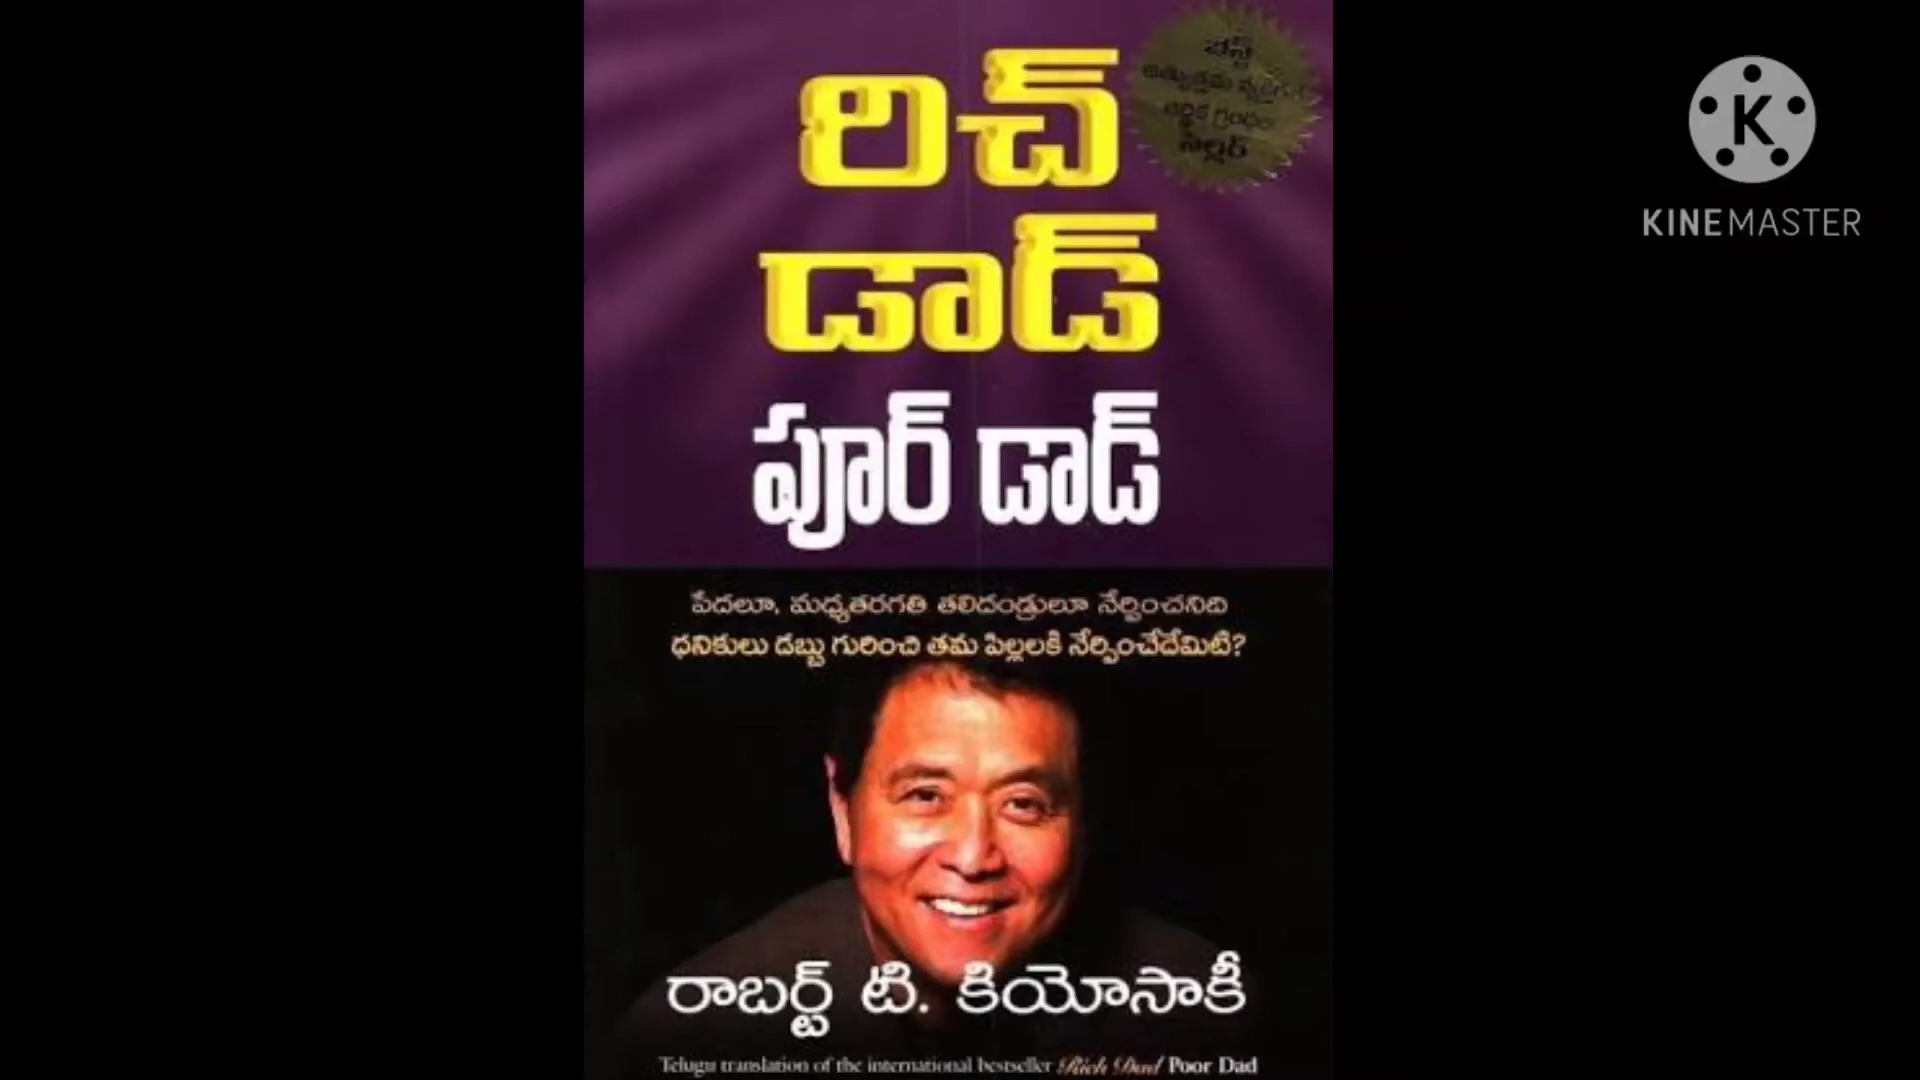 రిచ్
డాడ్
పూర్ డాడ్
బెస్ట్
సెల్లర్
KINEMASTER
పేదలూ, మధ్యతరగతి తలిదండ్రులూ నేర్పించనిది
ధనికులు డబ్బు గురించి తమ పిల్లలకి నేర్పించేదేమిటి?
రాబర్ట్ టి. కియోసాకీ
Telugu translation of the international bestseller Rich Dad Poor Dad